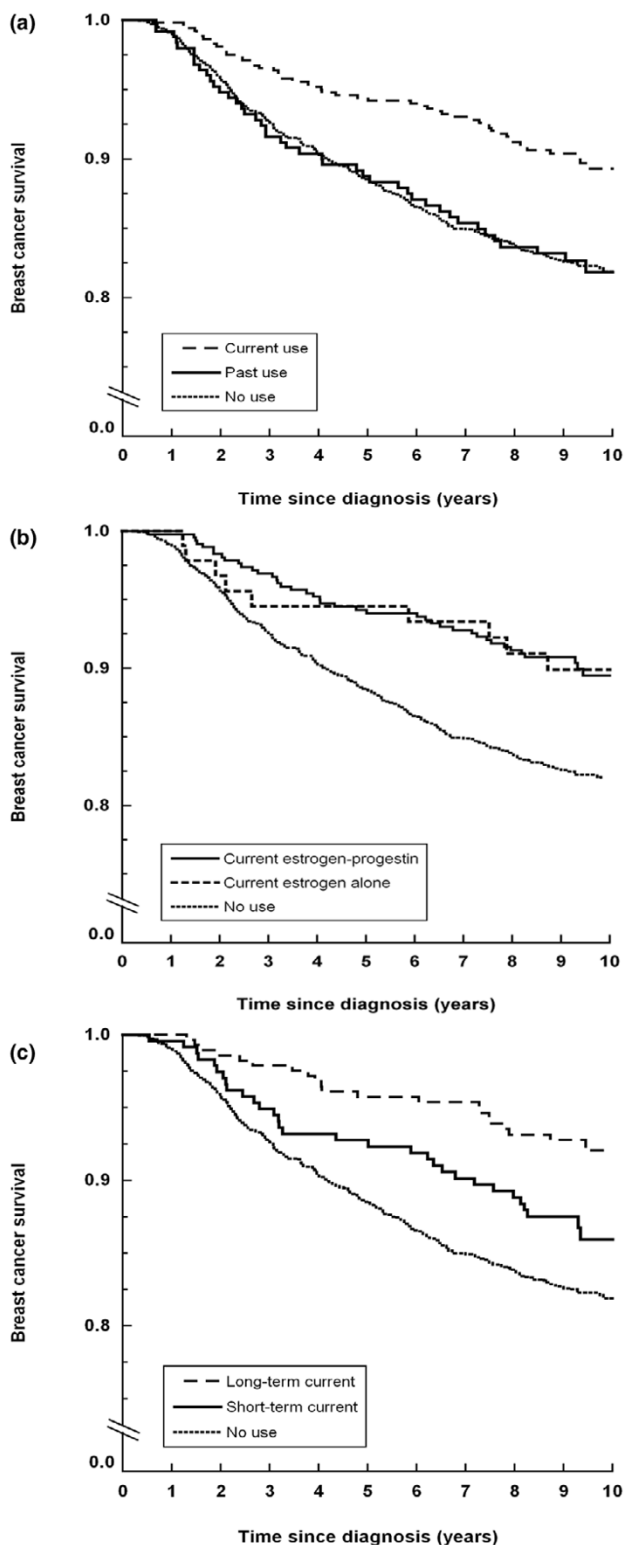 (a)
Breast cancer survival
1.0
0.9
0.8
0.0
Current use
Past use
No use
0 1 2 3 4 5 6 7 8 9 10
Time since diagnosis (years)
(b)
Breast cancer survival
1.0
0.9
0.8
0.0
Current estrogen-progestin
Current estrogen alone
No use
0 1 2 3 4 5 6 7 8 9 10
Time since diagnosis (years)
(c)
Breast cancer survival
1.0
0.9
0.8
0.0
Long-term current
Short-term current
No use
0 1 2 3 4 5 6 7 8 9 10
Time since diagnosis (years)